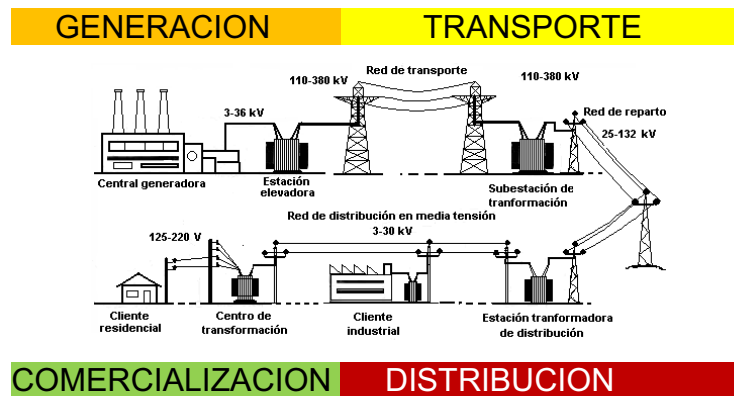 GENERACION
TRANSPORTE
Red de transporte
110-380 kV
110-380 kV
3-36 kV
Red de reparto
25-132 kV
Central generadora
Estación
elevadora
Subestación de
tranformación
Red de distribución en media tensión
3-30 kV
125-220 V
Cliente
residencial
Centro de
transformación
Cliente
industrial
Estación tranformadora
de distribución
COMERCIALIZACION
DISTRIBUCION